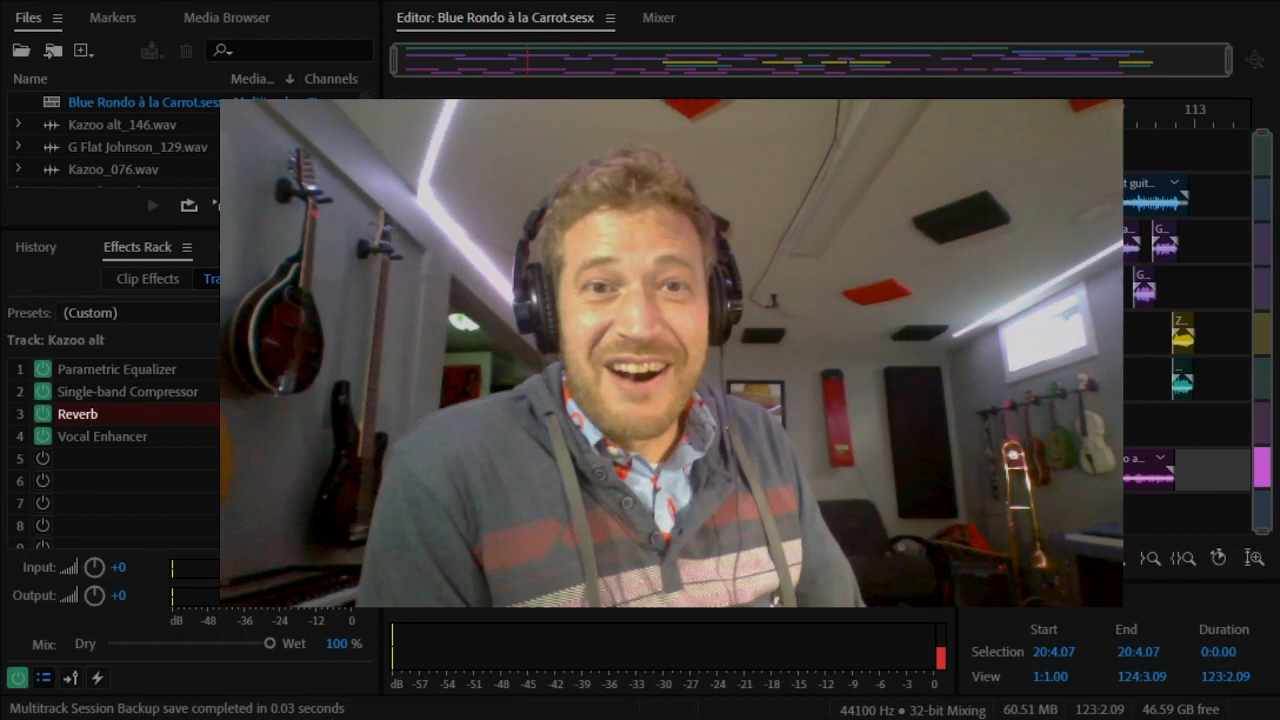 Files
Markers
Media Browser
Editor: Blue Rondo à la Carrot.sesx
Mixer
Name
Media...
Channels
Blue Rondo à la Carrot.sesx
Kazoo alt_146.wav
G Flat Johnson_129.wav
Kazoo_076.wav
113
t guit...
a...
G...
G...
Z...
...
o a...
History
Effects Rack
Clip Effects
Presets:
(Custom)
Track: Kazoo alt
1 Parametric Equalizer
2 Single-band Compressor
3 Reverb
4 Vocal Enhancer
5
6
7
8
Input:
+0
Output:
+0
dB -48 -36 -24 -12 0
Mix: Dry
Wet 100 %
dB -57 -54 -51 -48 -45 -42 -39 -36 -33 -30 -27 -24 -21 -18 -15 -12 -9 -6 -3 0
Start End Duration
Selection 20:4.07 20:4.07 0:0.00
View 1:1.00 124:3.09 123:2.09
Multitrack Session Backup save completed in 0.03 seconds
44100 Hz ● 32-bit Mixing
60.51 MB
123:2.09
46.59 GB free